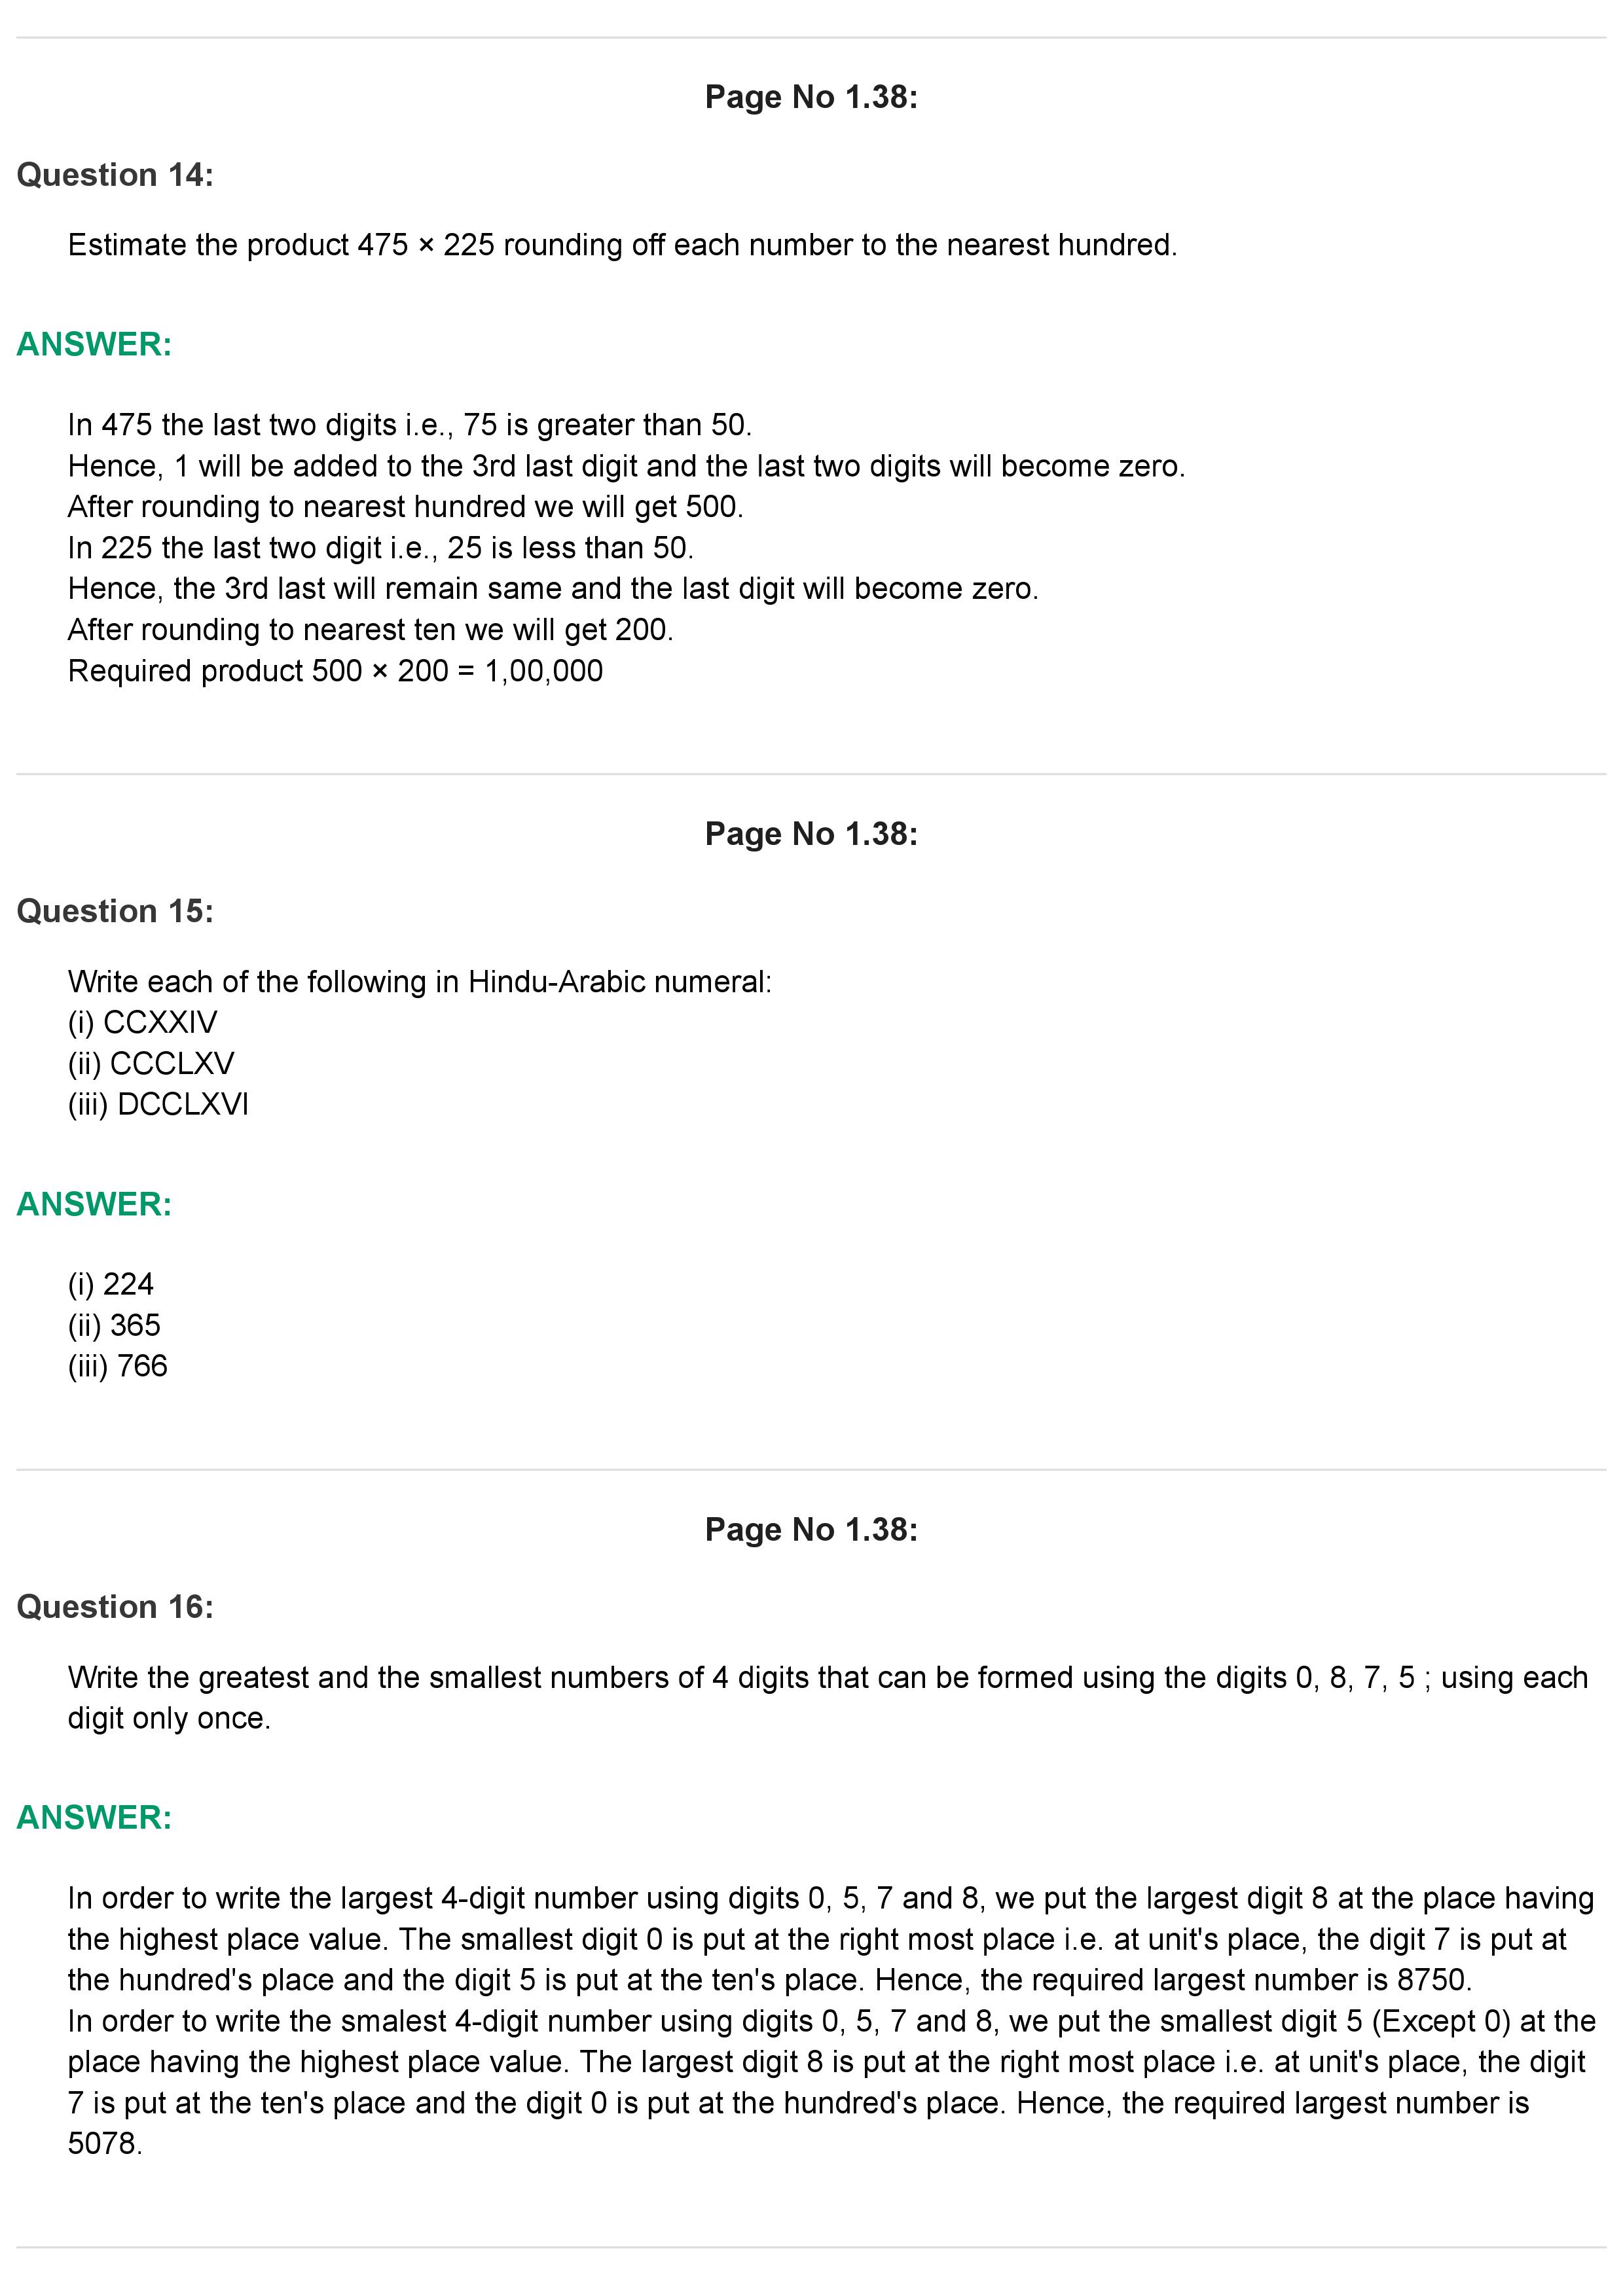 Page No 1.38:
Question 14:
Estimate the product 475 × 225 rounding off each number to the nearest hundred.
ANSWER:
In 475 the last two digits i.e., 75 is greater than 50.
Hence, 1 will be added to the 3rd last digit and the last two digits will become zero.
After rounding to nearest hundred we will get 500.
In 225 the last two digit i.e., 25 is less than 50.
Hence, the 3rd last will remain same and the last digit will become zero.
After rounding to nearest ten we will get 200.
Required product 500 × 200 = 1,00,000
Page No 1.38:
Question 15:
Write each of the following in Hindu-Arabic numeral:
(i) CCXXIV
(ii) CCCLXV
(iii) DCCLXVI
ANSWER:
(i) 224
(ii) 365
(iii) 766
Page No 1.38:
Question 16:
Write the greatest and the smallest numbers of 4 digits that can be formed using the digits 0, 8, 7, 5 ; using each
digit only once.
ANSWER:
In order to write the largest 4-digit number using digits 0, 5, 7 and 8, we put the largest digit 8 at the place having
the highest place value. The smallest digit 0 is put at the right most place i.e. at unit's place, the digit 7 is put at
the hundred's place and the digit 5 is put at the ten's place. Hence, the required largest number is 8750.
In order to write the smalest 4-digit number using digits 0, 5, 7 and 8, we put the smallest digit 5 (Except 0) at the
place having the highest place value. The largest digit 8 is put at the right most place i.e. at unit's place, the digit
7 is put at the ten's place and the digit 0 is put at the hundred's place. Hence, the required largest number is
5078.